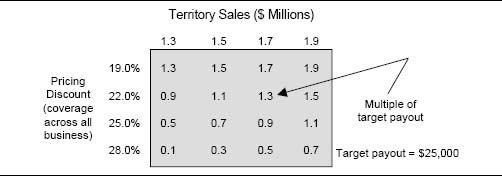 Territory Sales ($ Millions)
1.3 1.5 1.7 1.9
19.0% 1.3 1.5 1.7 1.9
Pricing
Discount
(coverage
across all
business)
22.0% 0.9 1.1 1.3 1.5
Multiple of
target payout
25.0% 0.5 0.7 0.9 1.1
28.0% 0.1 0.3 0.5 0.7 Target payout = $25,000